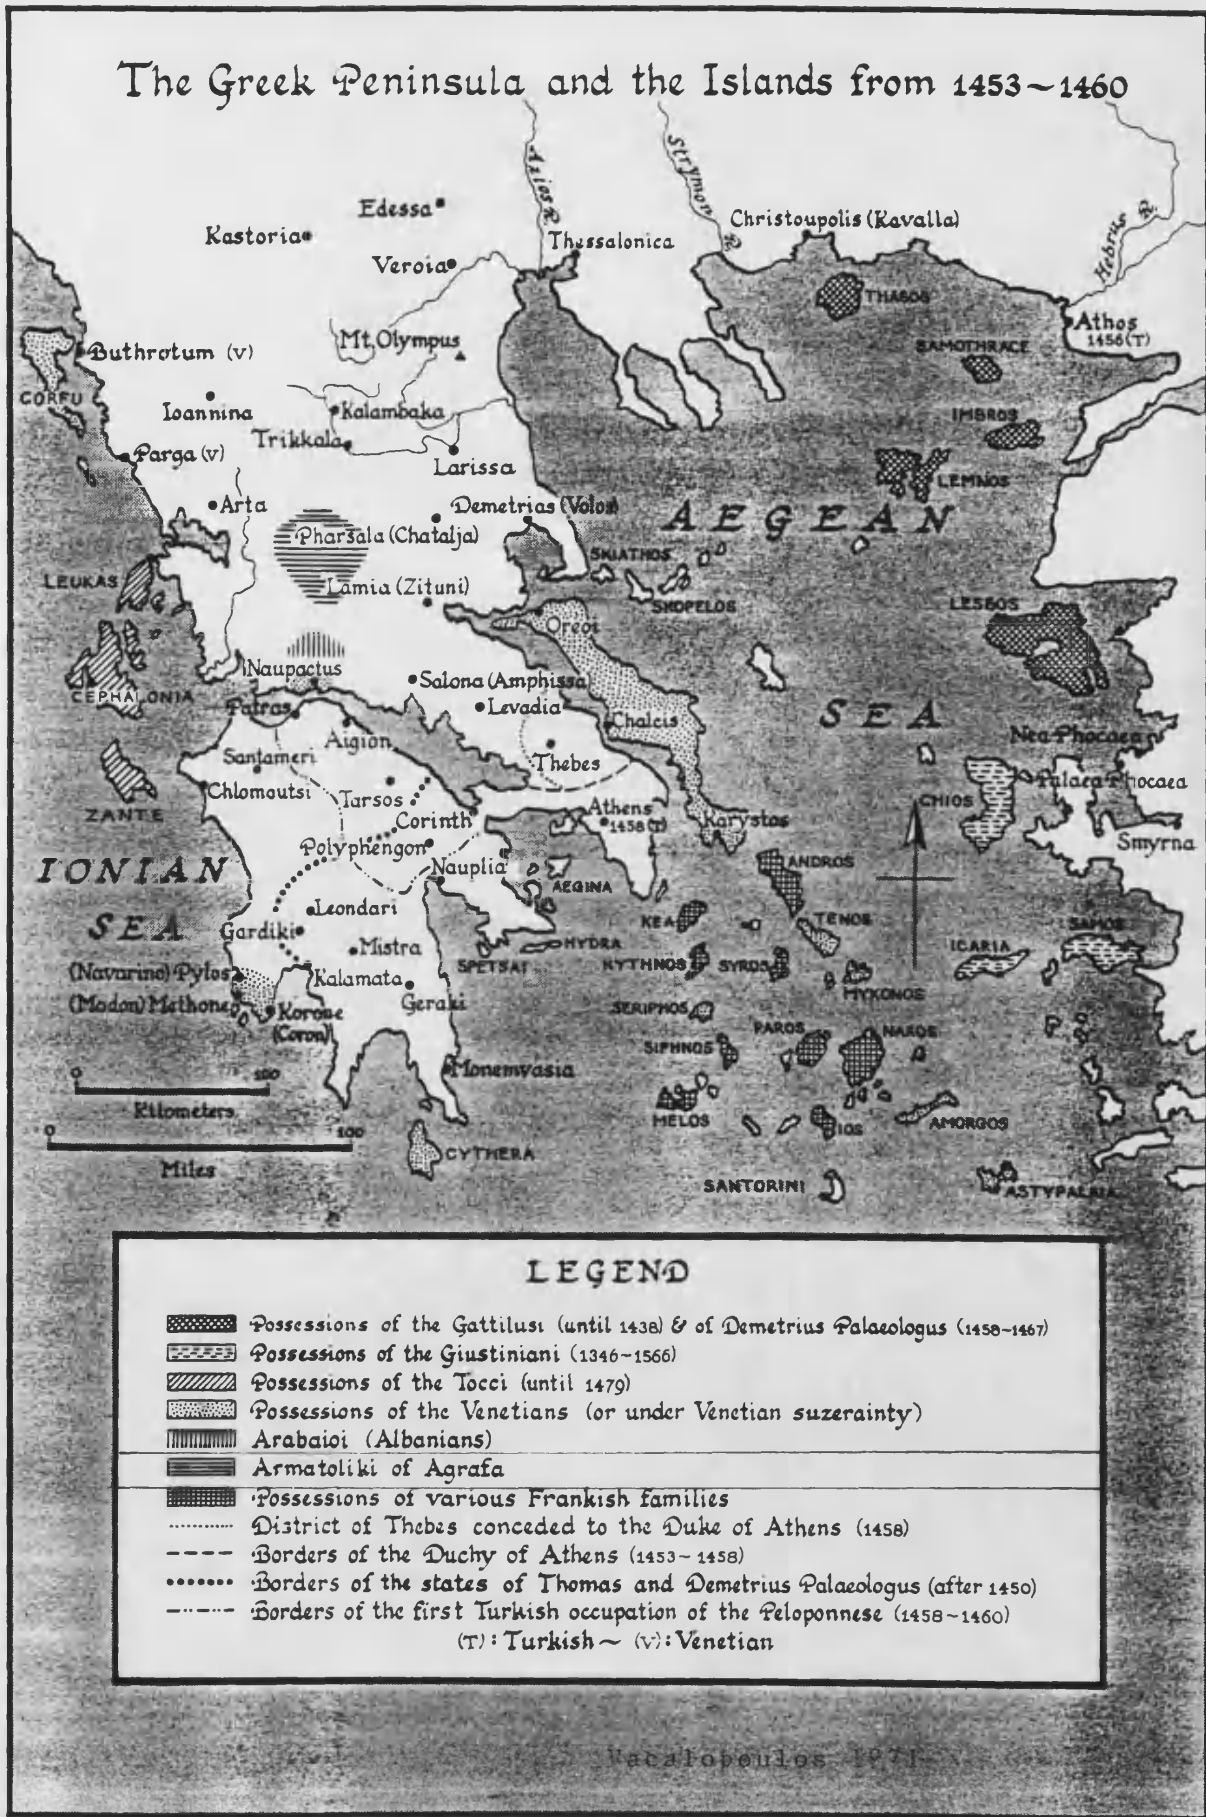 The Greek Peninsula and the Islands from 1453~1460
Axios R.
Strymon R.
Hebrus R.
Edessa
Kastoria
Veroia
Thessalonica
Christoupolis (Kavalla)
THASOS
Athos
1456 (T)
SAMOTHRACE
Mt. Olympus
Buthrotum (V)
CORFU
Ioannina
Kalambaka
Trikkala
Larissa
IMBROS
LEMNOS
Parga (V)
Arta
Demetrias (Volos)
Pharsala (Chatalja)
AEGEAN
SEA
SKIATHOS
SKOPELOS
LEUKAS
Lamia (Zituni)
Oreoi
LESBOS
Naupactus
CEPHALONIA
Salona (Amphissa)
Levadia
Chalcis
Patras
Aigion
Thebes
Nea Phocaea
Santameri
Chlomoutsi
Tarsos
Palaea Phocaea
CHIOS
ZANTE
Corinth
Athens
1458 (T)
Karystos
Smyrna
IONIAN
SEA
Polyphengon
Nauplia
AEGINA
ANDROS
Leondari
KEA
TENOS
SAMOS
Gardiki
Mistra
SPETSAI
HYDRA
KYTHNOS
SYROS
ICARIA
(Navarino) Pylos
Kalamata
MYKONOS
(Modon) Methone
Korone
(Coron)
Geraki
SERIPHOS
PAROS
NAXOS
SIPHNOS
Monemvasia
0 100
Kilometers
MELOS
IOS
AMORGOS
0 100
Miles
CYTHERA
SANTORINI
ASTYPALAIA
LEGEND
Possessions of the Gattilusi (until 1438) & of Demetrius Palaeologus (1458-1467)
Possessions of the Giustiniani (1346-1566)
Possessions of the Tocci (until 1479)
Possessions of the Venetians (or under Venetian suzerainty)
Arabaioi (Albanians)
Armatoliki of Agrafa
Possessions of various Frankish families
District of Thebes conceded to the Duke of Athens (1458)
Borders of the Duchy of Athens (1453-1458)
Borders of the states of Thomas and Demetrius Palaeologus (after 1450)
Borders of the first Turkish occupation of the Peloponnese (1458-1460)
(T): Turkish ~ (V): Venetian
Vacalopoulos 1971